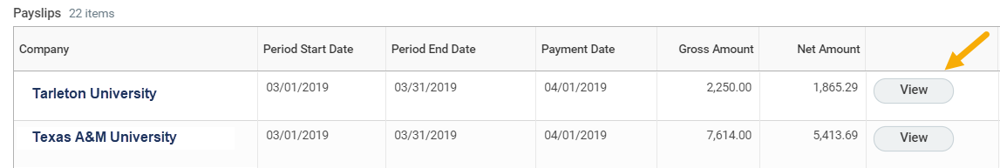 Payslips 22 items
Company Period Start Date Period End Date Payment Date Gross Amount Net Amount
Tarleton University 03/01/2019 03/31/2019 04/01/2019 2,250.00 1,865.29 View
Texas A&M University 03/01/2019 03/31/2019 04/01/2019 7,614.00 5,413.69 View